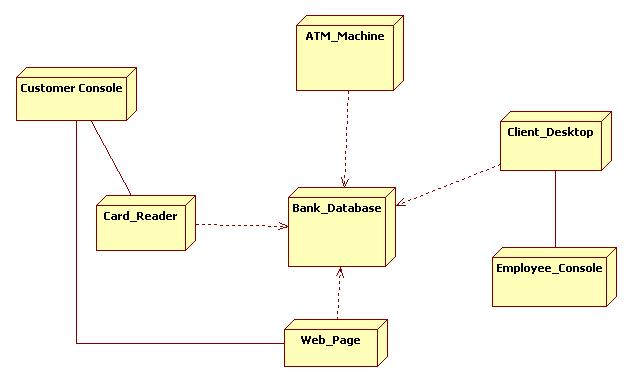 ATM_Machine
Customer Console
Client_Desktop
Card_Reader
Bank_Database
Employee_Console
Web_Page